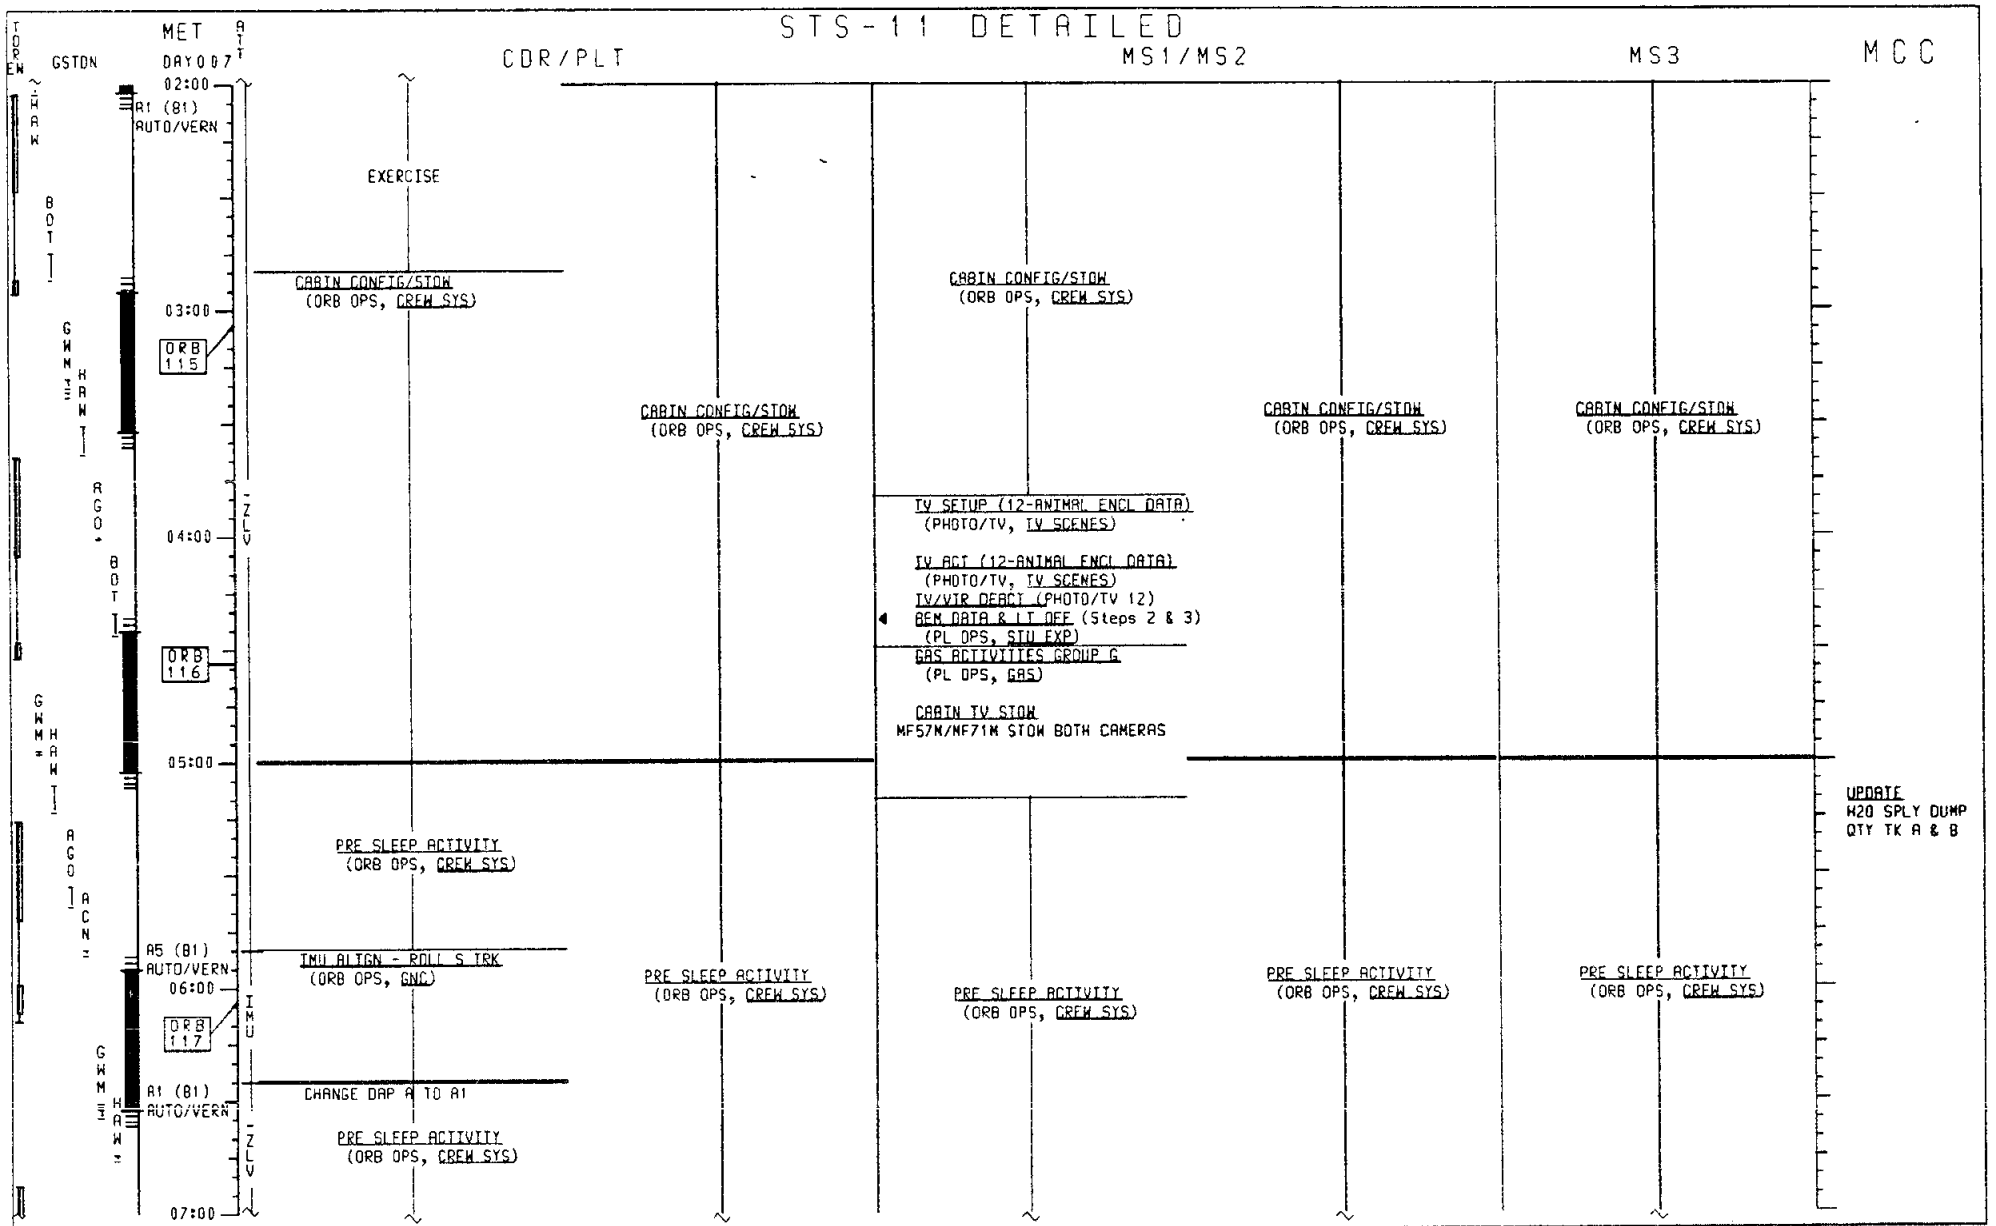 STS-11 DETAILED
TDRE/W
GSTDN
MET
DAY007
ATT
CDR/PLT
MS1/MS2
MS3
MCC
02:00
A1 (B1)
AUTO/VERN
HAW
BOT
EXERCISE
CABIN CONFIG/STOW
(ORB OPS, CREW SYS)
CABIN CONFIG/STOW
(ORB OPS, CREW SYS)
03:00
ORB
115
GWM
HAW
CABIN CONFIG/STOW
(ORB OPS, CREW SYS)
CABIN CONFIG/STOW
(ORB OPS, CREW SYS)
CABIN CONFIG/STOW
(ORB OPS, CREW SYS)
AGO
-ZLV
TV SETUP (12-ANIMAL ENCL DATA)
(PHOTO/TV, TV SCENES)
04:00
BOT
TV ACT (12-ANIMAL ENCL DATA)
(PHOTO/TV, TV SCENES)
TV/VTR DEACT (PHOTO/TV 12)
BEM DATA & LT OFF (Steps 2 & 3)
(PL OPS, STU EXP)
ORB
116
GAS ACTIVITIES GROUP G
(PL OPS, GAS)
GWM
HAW
CABIN TV STOW
MF57M/MF71M STOW BOTH CAMERAS
05:00
UPDATE
H20 SPLY DUMP
QTY TK A & B
AGO
PRE SLEEP ACTIVITY
(ORB OPS, CREW SYS)
ACN
A5 (B1)
AUTO/VERN
IMU ALIGN - ROLL S TRK
(ORB OPS, GNC)
06:00
PRE SLEEP ACTIVITY
(ORB OPS, CREW SYS)
PRE SLEEP ACTIVITY
(ORB OPS, CREW SYS)
PRE SLEEP ACTIVITY
(ORB OPS, CREW SYS)
PRE SLEEP ACTIVITY
(ORB OPS, CREW SYS)
IMU
ORB
117
GWM
A1 (B1)
AUTO/VERN
CHANGE DAP A TO A1
HAW
-ZLV
PRE SLEEP ACTIVITY
(ORB OPS, CREW SYS)
07:00